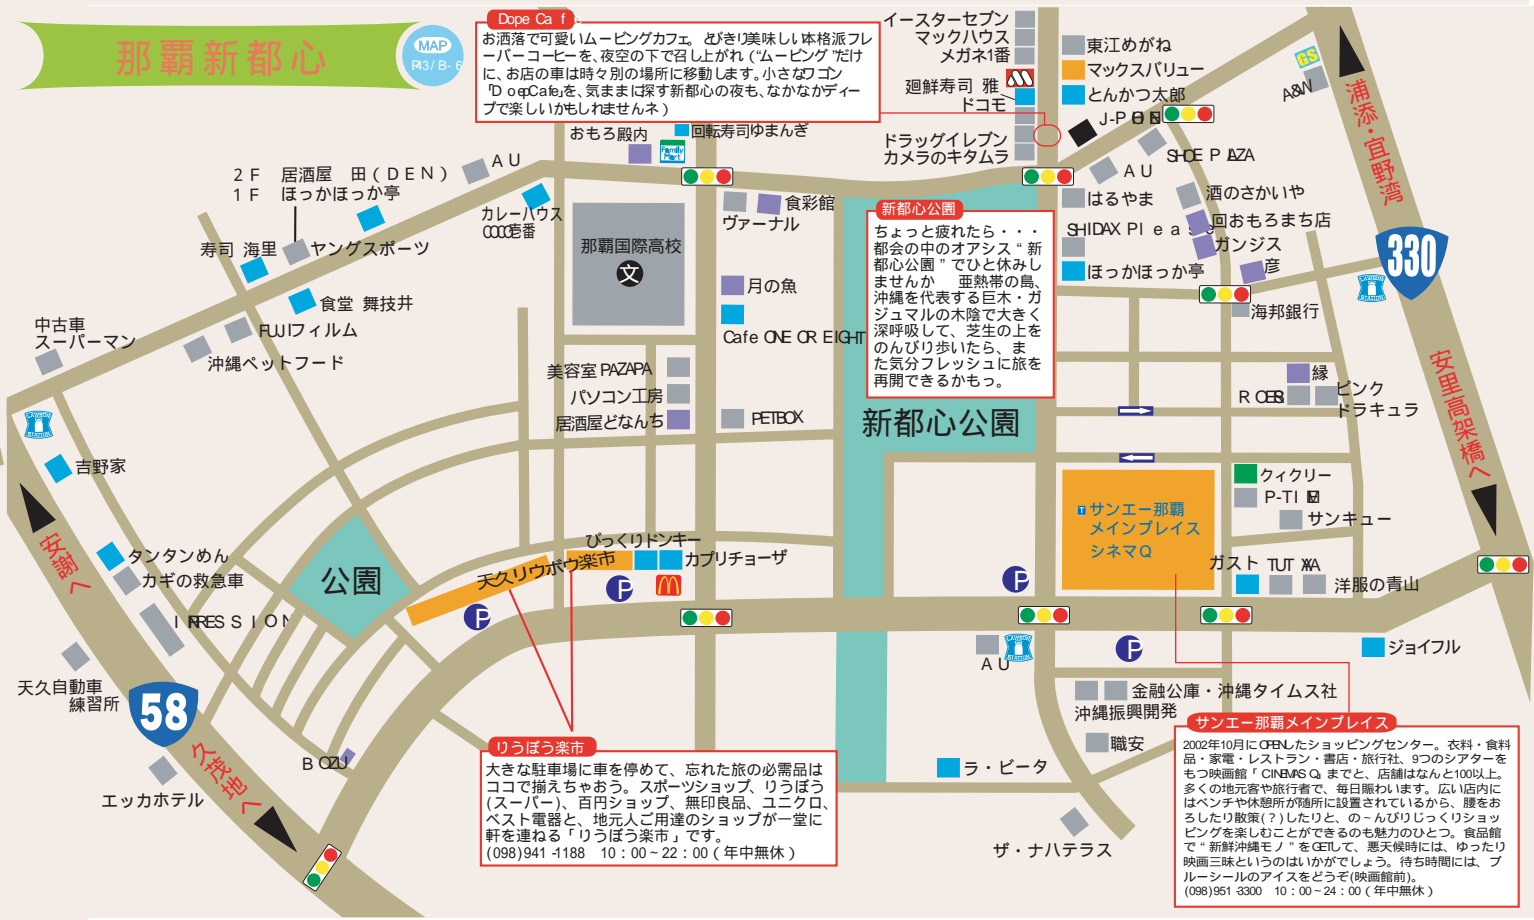 那覇新都心
MAP
P.43/B-6
Dope Cafe
お洒落で可愛いムービングカフェ。とびきり美味しい本格派フレ
ーバーコーヒーを、夜空の下で召し上がれ(“ムービング”だけ
に、お店の車は時々別の場所に移動します。小さなワゴン
「DoepCafe」を、気ままに探す新都心の夜も、なかなかディー
プで楽しいかもしれませんネ)
イースターセブン
マックハウス
メガネ1番
廻鮮寿司 雅
ドコモ
ドラッグイレブン
カメラのキタムラ
東江めがね
マックスバリュー
とんかつ太郎
J-PHONE
GS
A&W
浦添・宜野湾
SHOE PLAZA
AU
はるやま
酒のさかいや
SHIDAX Please
回おもろまち店
ガンジス
彦
ほっかほっか亭
海邦銀行
330
おもろ殿内
回転寿司ゆまんぎ
Family Mart
AU
2F 居酒屋 田(DEN)
1F ほっかほっか亭
カレーハウス
CoCo壱番
寿司 海里
ヤングスポーツ
食堂 舞技井
FUJIフィルム
沖縄ペットフード
中古車
スーパーマン
LAWSON STATION
吉野家
那覇国際高校
文
食彩館
ヴァーナル
月の魚
Cafe ONE OR EIGHT
美容室 PAZAPA
パソコン工房
居酒屋どなんち
PETBOX
新都心公園
ちょっと疲れたら・・・
都会の中のオアシス“新
都心公園”でひと休みし
ませんか 亜熱帯の島、
沖縄を代表する巨木・ガ
ジュマルの木陰で大きく
深呼吸して、芝生の上を
のんびり歩いたら、ま
た気分フレッシュに旅を
再開できるかもっ。
新都心公園
縁
ピンク
ドラキュラ
安里高架橋へ
クィクリー
P-TIME
サンキュー
サンエー那覇
メインプレイス
シネマQ
ガスト
TUTAYA
洋服の青山
安謝へ
タンタンめん
カギの救急車
IMPRESSION
公園
びっくりドンキー
カプリチョーザ
天久リウボウ楽市
P
P
P
P
天久自動車
練習所
58
久茂地へ
BOZU
エッカホテル
AU
LAWSON STATION
ジョイフル
金融公庫・沖縄タイムス社
沖縄振興開発
職安
ラ・ビータ
ザ・ナハテラス
りうぼう楽市
大きな駐車場に車を停めて、忘れた旅の必需品は
ココで揃えちゃおう。スポーツショップ、りうぼう
(スーパー)、百円ショップ、無印良品、ユニクロ、
ベスト電器と、地元人ご用達のショップが一堂に
軒を連ねる「りうぼう楽市」です。
(098)941-1188 10:00~22:00(年中無休)
サンエー那覇メインプレイス
2002年10月にOPENしたショッピングセンター。衣料・食料
品・家電・レストラン・書店・旅行社、9つのシアターを
もつ映画館「CINEMAS Q」までと、店舗はなんと100以上。
多くの地元客や旅行者で、毎日賑わいます。広い店内に
はベンチや休憩所が随所に設置されているから、腰をお
ろしたり散策(?)したりと、の~んびりじっくりショッ
ピングを楽しむことができるのも魅力のひとつ。食品館
で“新鮮沖縄モノ”をGETして、悪天候時には、ゆったり
映画三昧というのはいかがでしょう。待ち時間には、ブ
ルーシールのアイスをどうぞ(映画館前)。
(098)951-3300 10:00~24:00(年中無休)